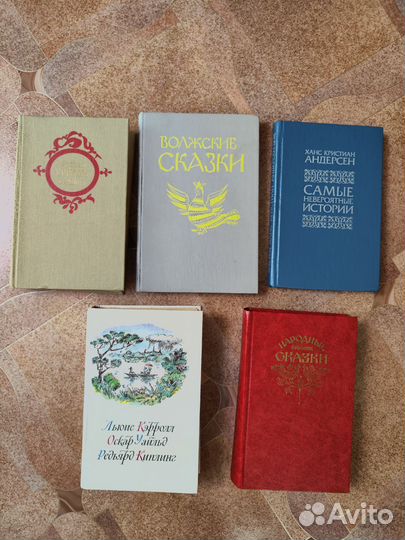 ВОЛЖСКИЕ
СКАЗКИ
ХАНС КРИСТИАН
АНДЕРСЕН
САМЫЕ
НЕВЕРОЯТНЫЕ
ИСТОРИИ
Льюис Кэрролл
Оскар Уайльд
Редьярд Киплинг
НАРОДНЫЕ
СКАЗКИ
Avito